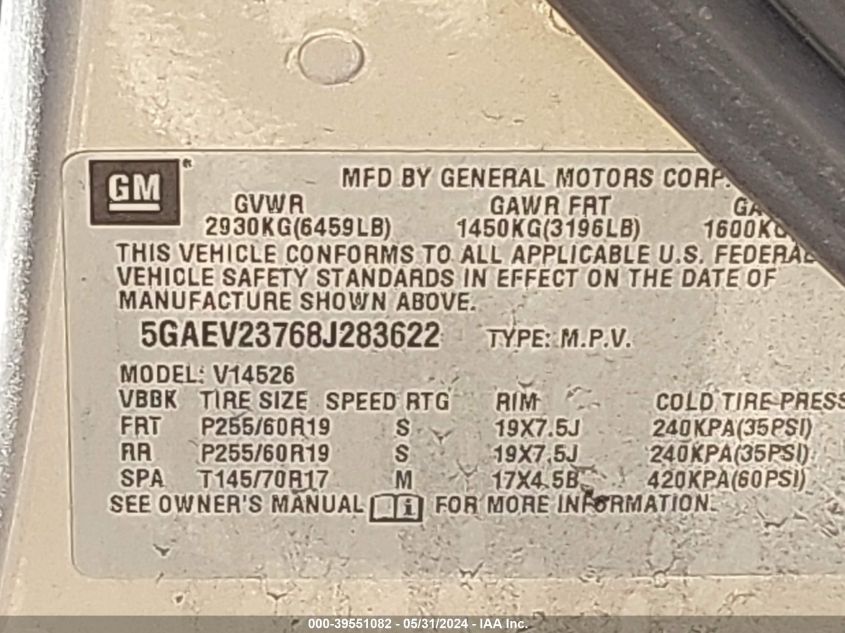 GM ® MFD BY GENERAL MOTORS CORP.
GVWR GAWR FRT
2930KG(6459LB) 1450KG(3196LB)
THIS VEHICLE CONFORMS TO ALL APPLICABLE U.S. FEDERAL
VEHICLE SAFETY STANDARDS IN EFFECT ON THE DATE OF
MANUFACTURE SHOWN ABOVE.
5GAEV23768J283622 TYPE: M.P.V.
MODEL: V14526
VBBK TIRE SIZE SPEED RTG RIM COLD TIRE PRESS
FRT P255/60R19 S 19X7.5J 240KPA(35PSI)
RR P255/60R19 S 19X7.5J 240KPA(35PSI)
SPA T145/70R17 M 17X4.5B 420KPA(60PSI)
SEE OWNER'S MANUAL i FOR MORE INFORMATION.
000-39551082 - 05/31/2024 - IAA Inc.